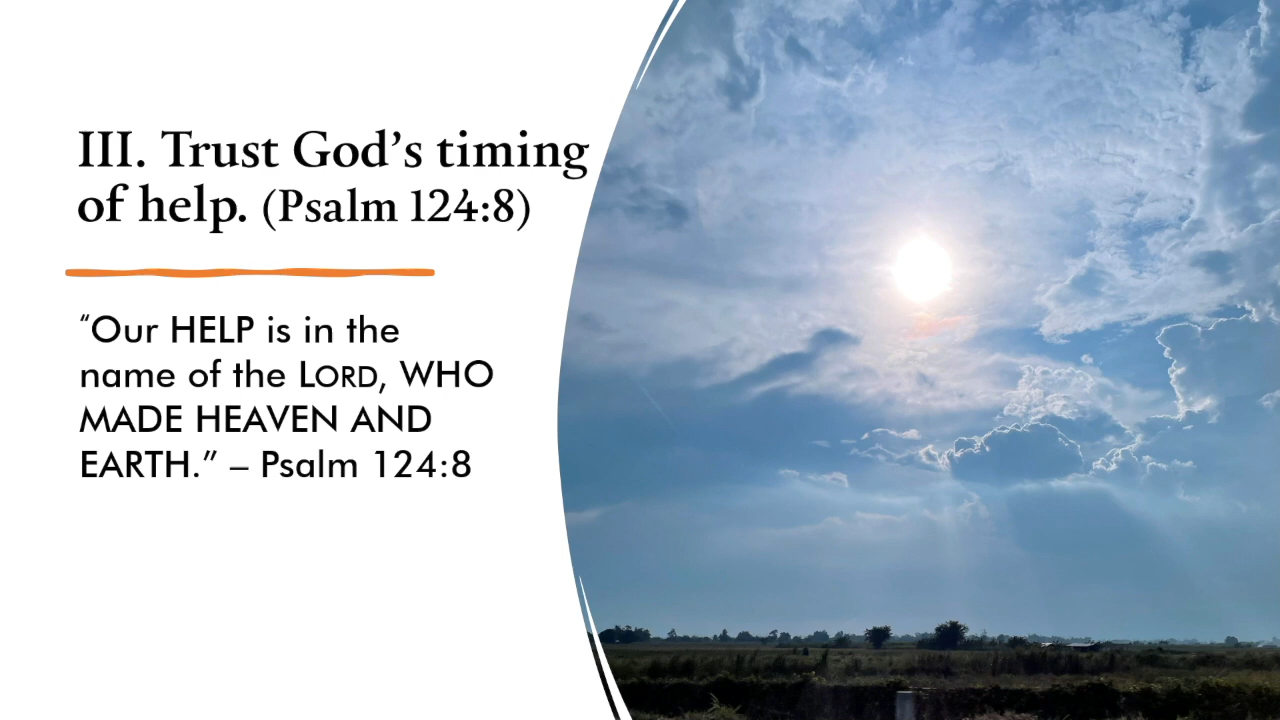 III. Trust God’s timing
of help. (Psalm 124:8)
“Our HELP is in the
name of the LORD, WHO
MADE HEAVEN AND
EARTH.” – Psalm 124:8